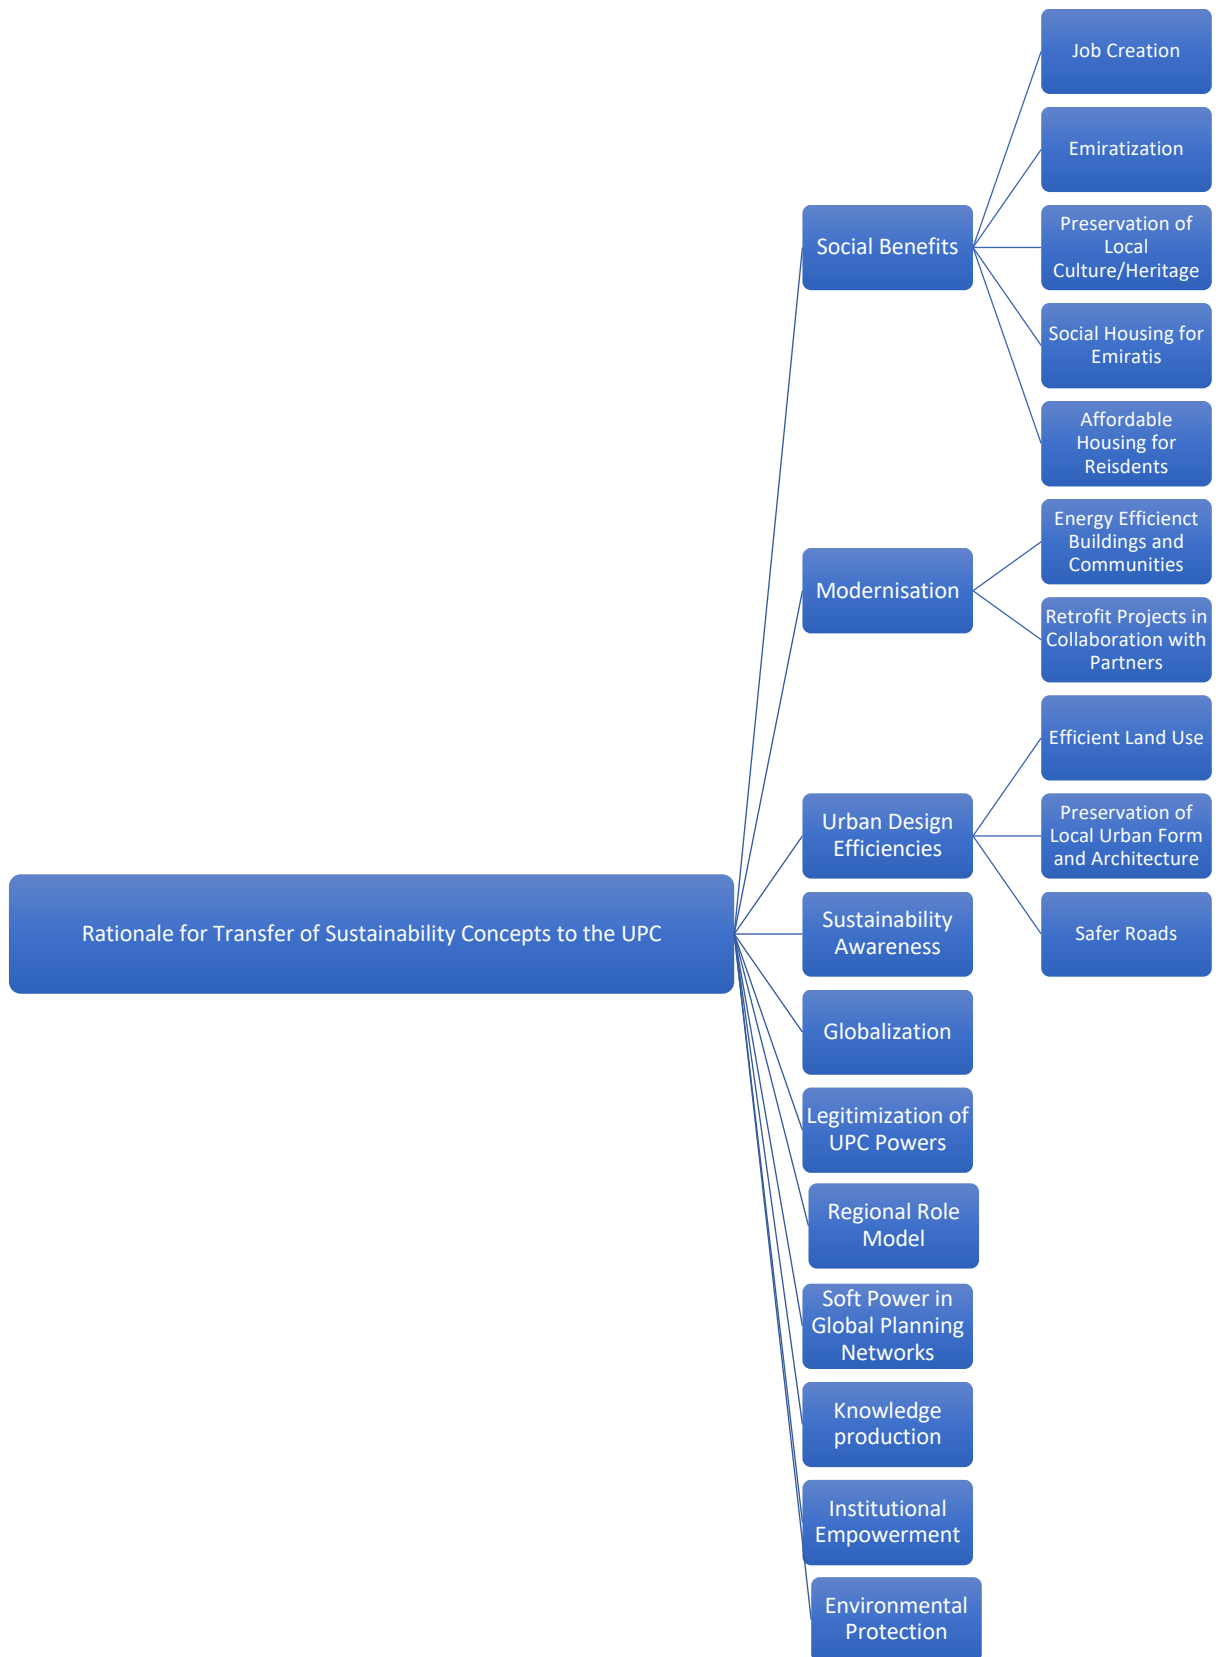 Rationale for Transfer of Sustainability Concepts to the UPC
Social Benefits
Job Creation
Emiratization
Preservation of
Local
Culture/Heritage
Social Housing for
Emiratis
Affordable
Housing for
Reisdents
Modernisation
Energy Efficienct
Buildings and
Communities
Retrofit Projects in
Collaboration with
Partners
Urban Design
Efficiencies
Efficient Land Use
Preservation of
Local Urban Form
and Architecture
Safer Roads
Sustainability
Awareness
Globalization
Legitimization of
UPC Powers
Regional Role
Model
Soft Power in
Global Planning
Networks
Knowledge
production
Institutional
Empowerment
Environmental
Protection